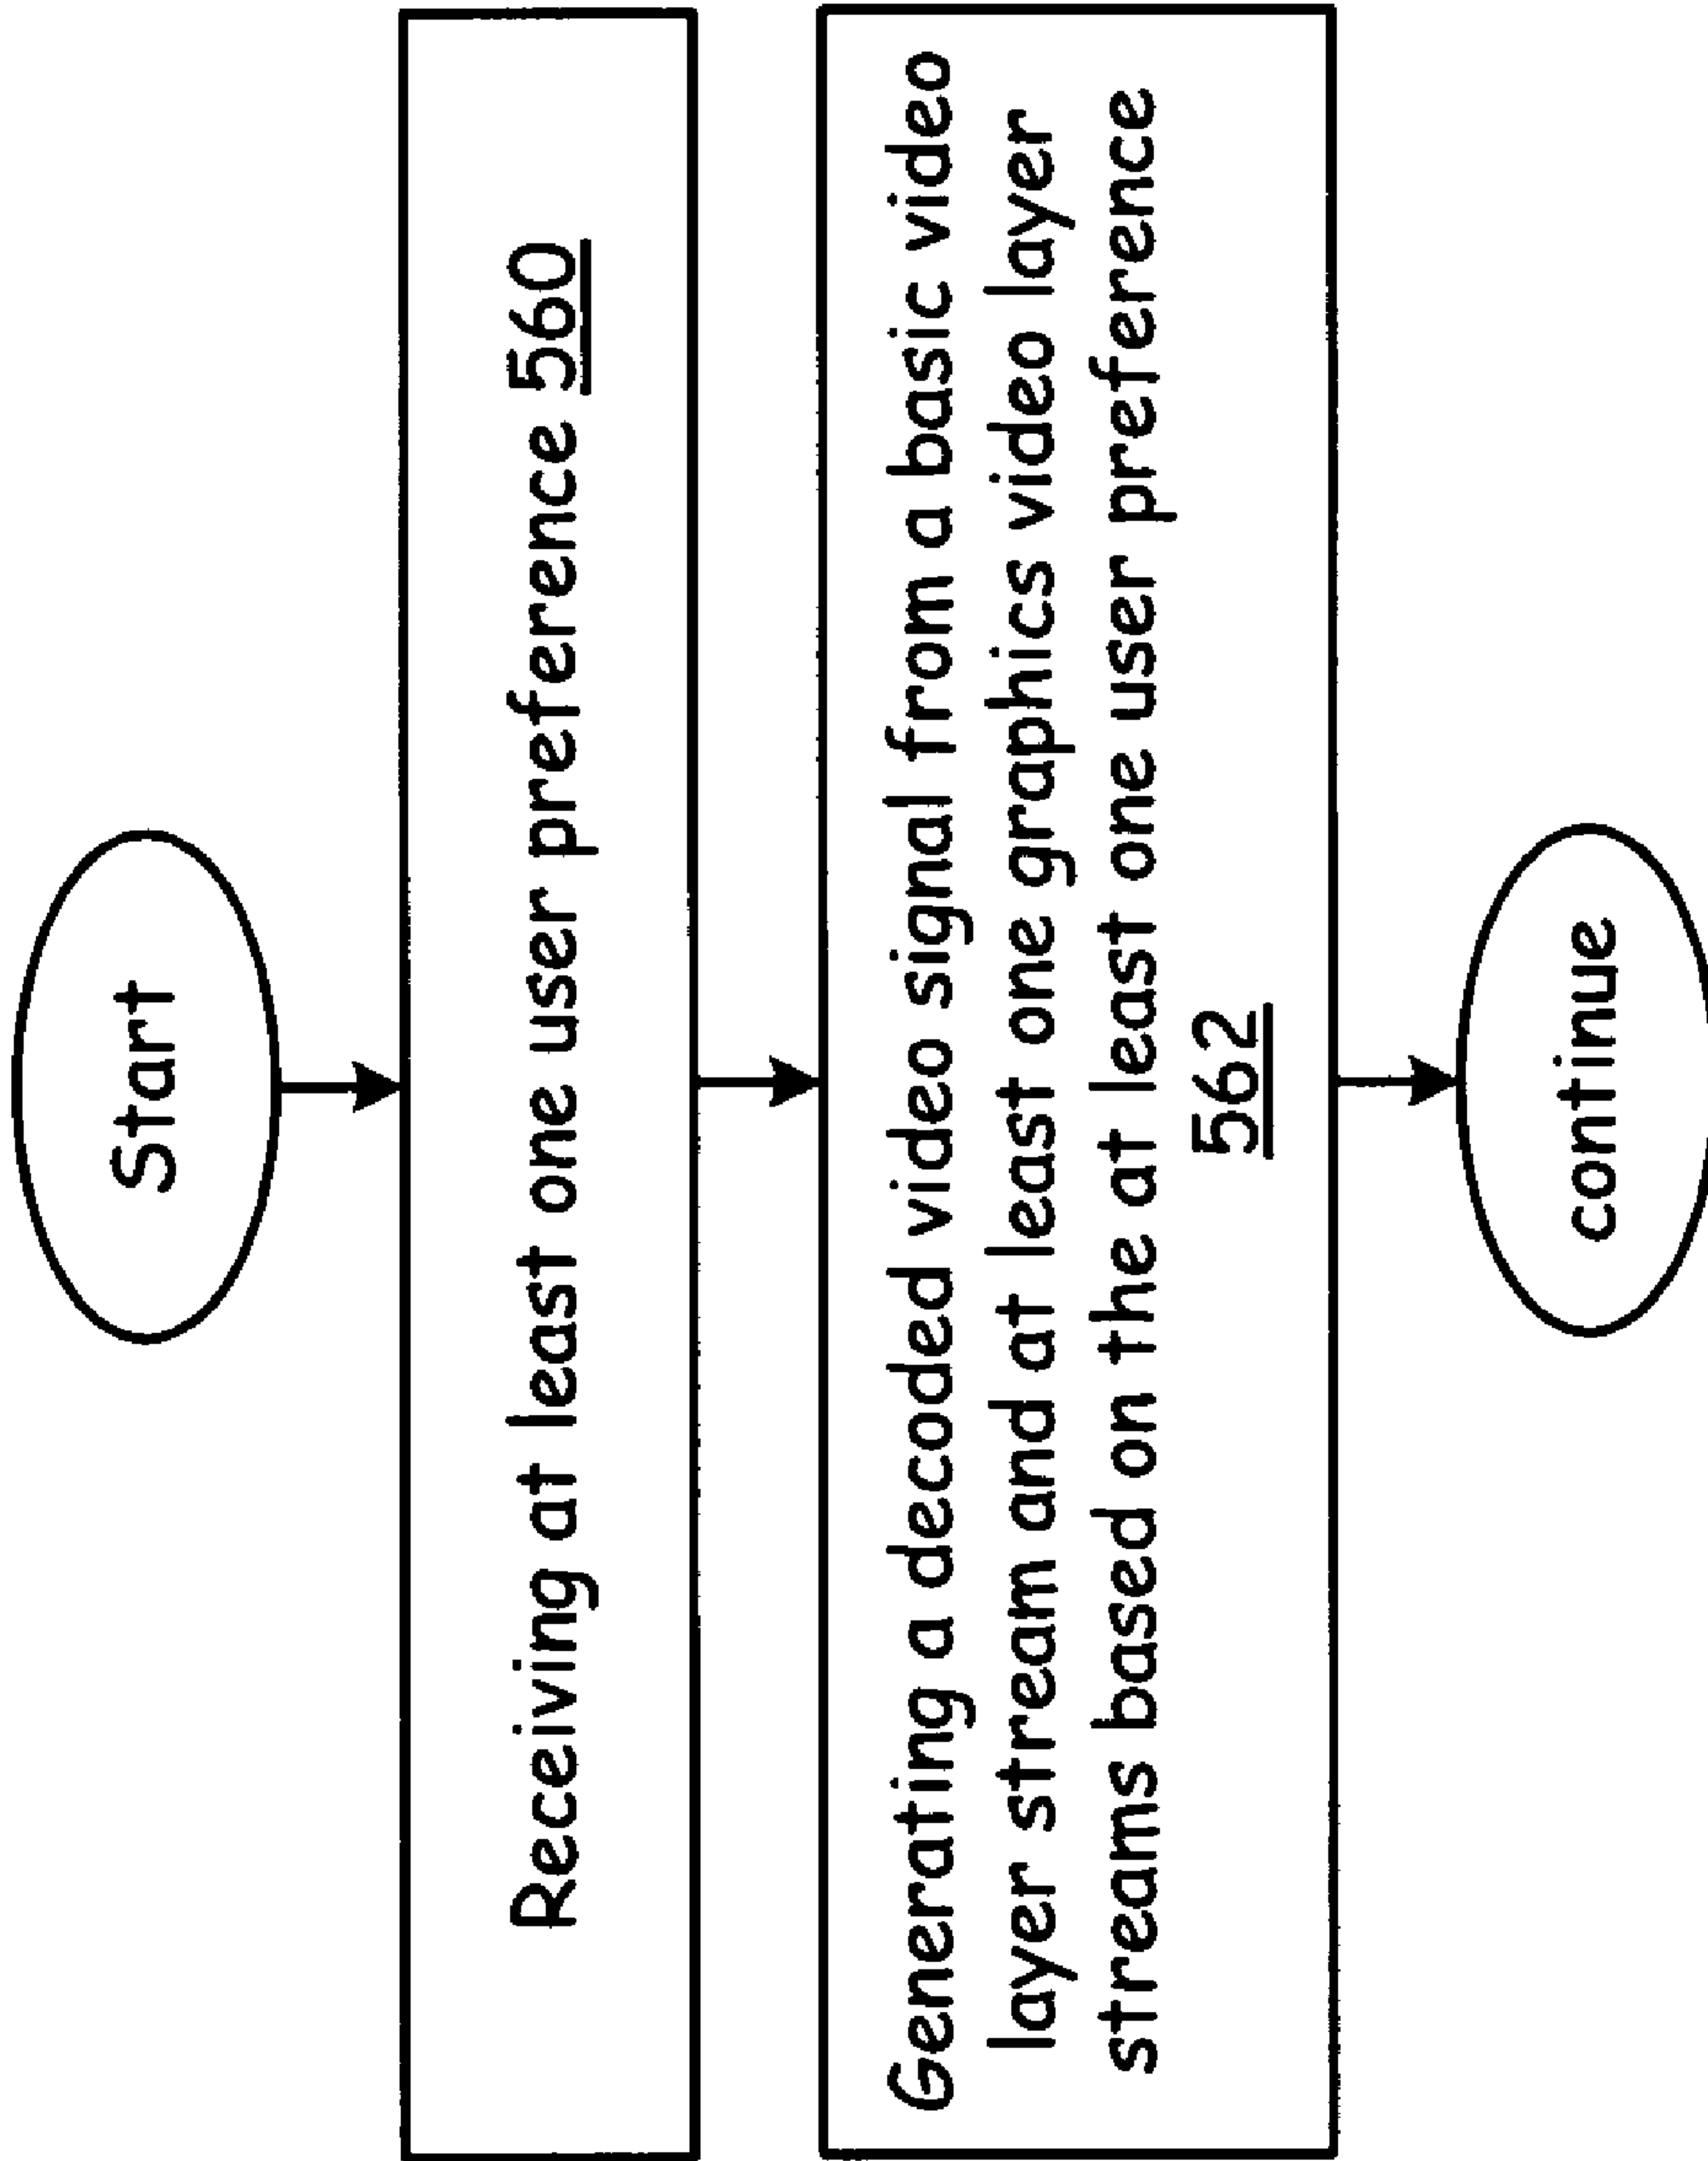 Start
Receiving at least one user preference 560
Generating a decoded video signal from a basic video
layer stream and at least one graphics video layer
streams based on the at least one user preference
562
continue